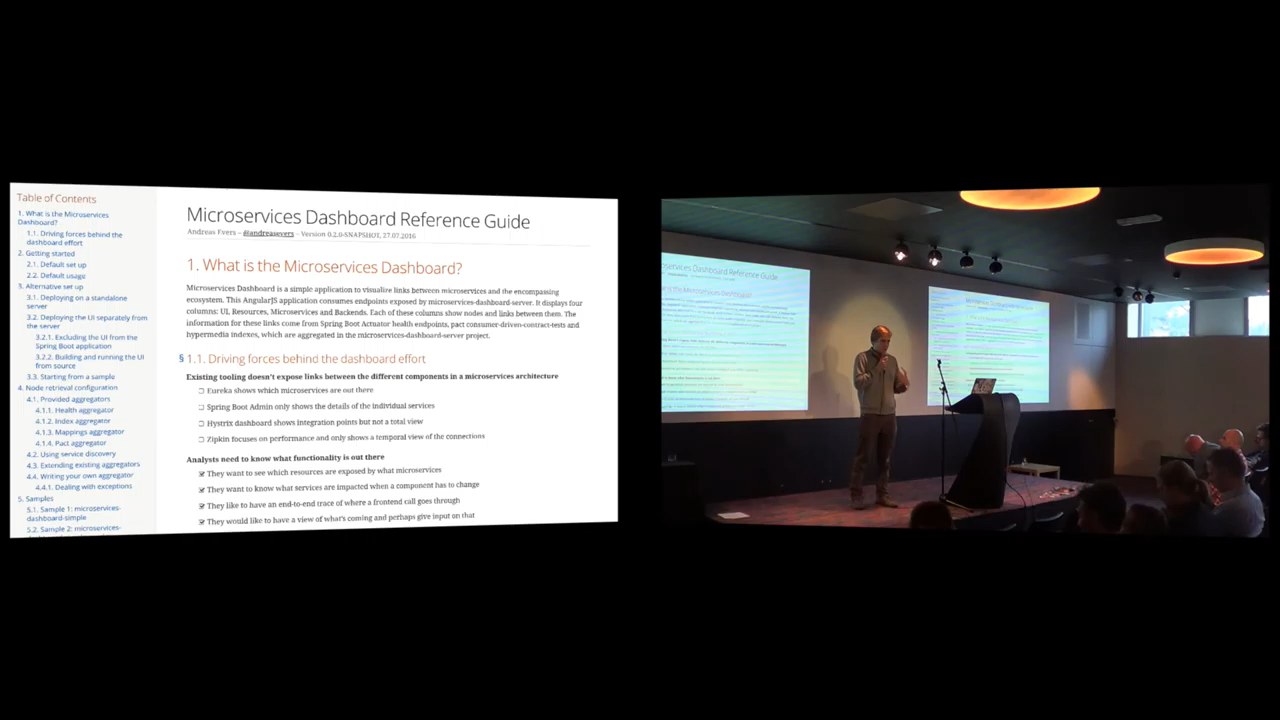 Table of Contents
1. What is the Microservices
Dashboard?
1.1. Driving forces behind the
dashboard effort
2. Getting started
2.1. Default set up
2.2. Default usage
3. Alternative set up
3.1. Deploying on a standalone
server
3.2. Deploying the UI separately from
the server
3.2.1. Excluding the UI from the
Spring Boot application
3.2.2. Building and running the UI
from source
3.3. Starting from a sample
4. Node retrieval configuration
4.1. Provided aggregators
4.1.1. Health aggregator
4.1.2. Index aggregator
4.1.3. Mappings aggregator
4.1.4. Pact aggregator
4.2. Using service discovery
4.3. Extending existing aggregators
4.4. Writing your own aggregator
4.4.1. Dealing with exceptions
5. Samples
5.1. Sample 1: microservices-
dashboard-simple
5.2. Sample 2: microservices-
Microservices Dashboard Reference Guide
Andreas Evers – @andreasevers – Version 0.2.0-SNAPSHOT, 27.07.2016
1. What is the Microservices Dashboard?
Microservices Dashboard is a simple application to visualize links between microservices and the encompassing
ecosystem. This AngularJS application consumes endpoints exposed by microservices-dashboard-server. It displays four
columns: UI, Resources, Microservices and Backends. Each of these columns show nodes and links between them. The
information for these links come from Spring Boot Actuator health endpoints, pact consumer-driven-contract-tests and
hypermedia indexes, which are aggregated in the microservices-dashboard-server project.
§ 1.1. Driving forces behind the dashboard effort
Existing tooling doesn't expose links between the different components in a microservices architecture
❏ Eureka shows which microservices are out there
❏ Spring Boot Admin only shows the details of the individual services
❏ Hystrix dashboard shows integration points but not a total view
❏ Zipkin focuses on performance and only shows a temporal view of the connections
Analysts need to know what functionality is out there
☑ They want to see which resources are exposed by what microservices
☑ They want to know what services are impacted when a component has to change
☑ They like to have an end-to-end trace of where a frontend call goes through
☑ They would like to have a view of what's coming and perhaps give input on that
services Dashboard Reference Guide